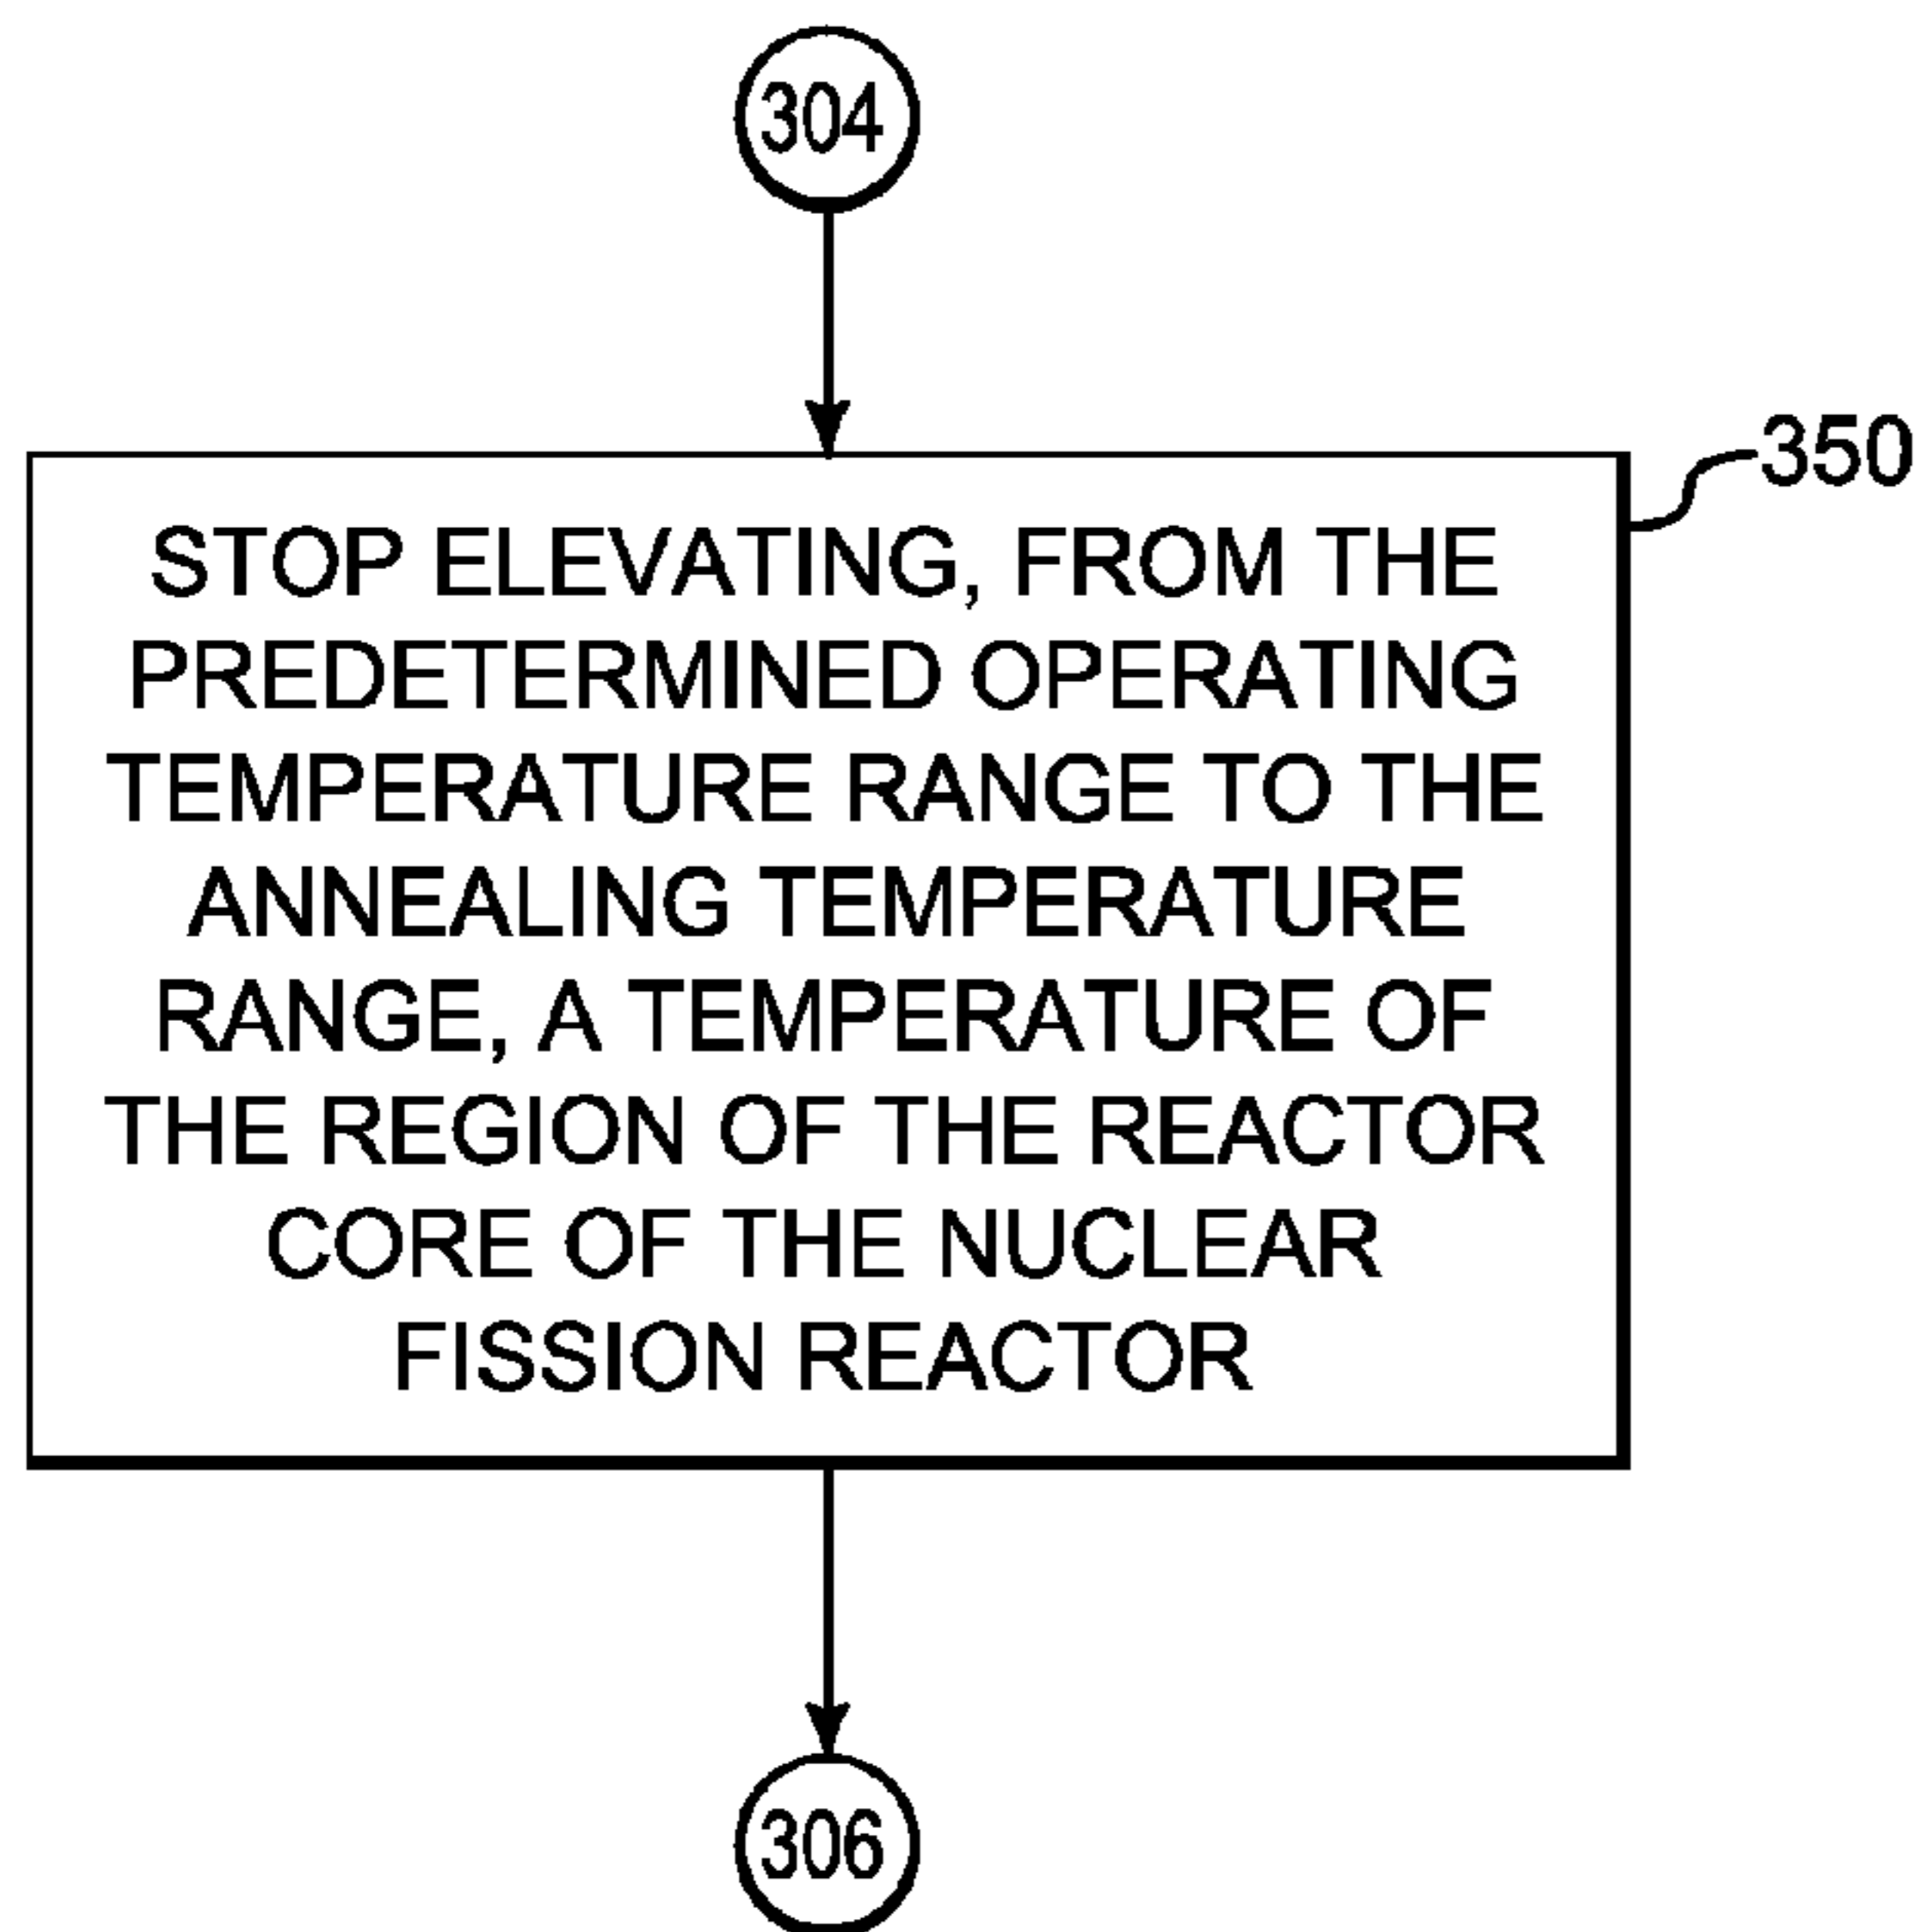 304
350
STOP ELEVATING, FROM THE
PREDETERMINED OPERATING
TEMPERATURE RANGE TO THE
ANNEALING TEMPERATURE
RANGE, A TEMPERATURE OF
THE REGION OF THE REACTOR
CORE OF THE NUCLEAR
FISSION REACTOR
306